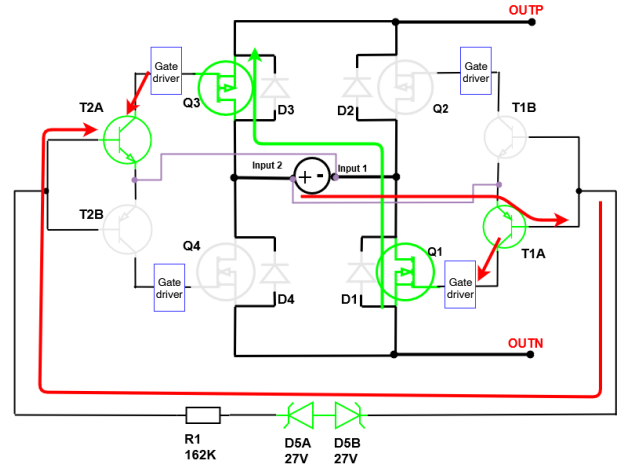 OUTP
Gate
driver
Gate
driver
T2A
Q3
D3
D2
Q2
T1B
Input 2
+ -
Input 1
T2B
Q4
Q1
T1A
Gate
driver
D4
D1
Gate
driver
OUTN
R1
162K
D5A
27V
D5B
27V